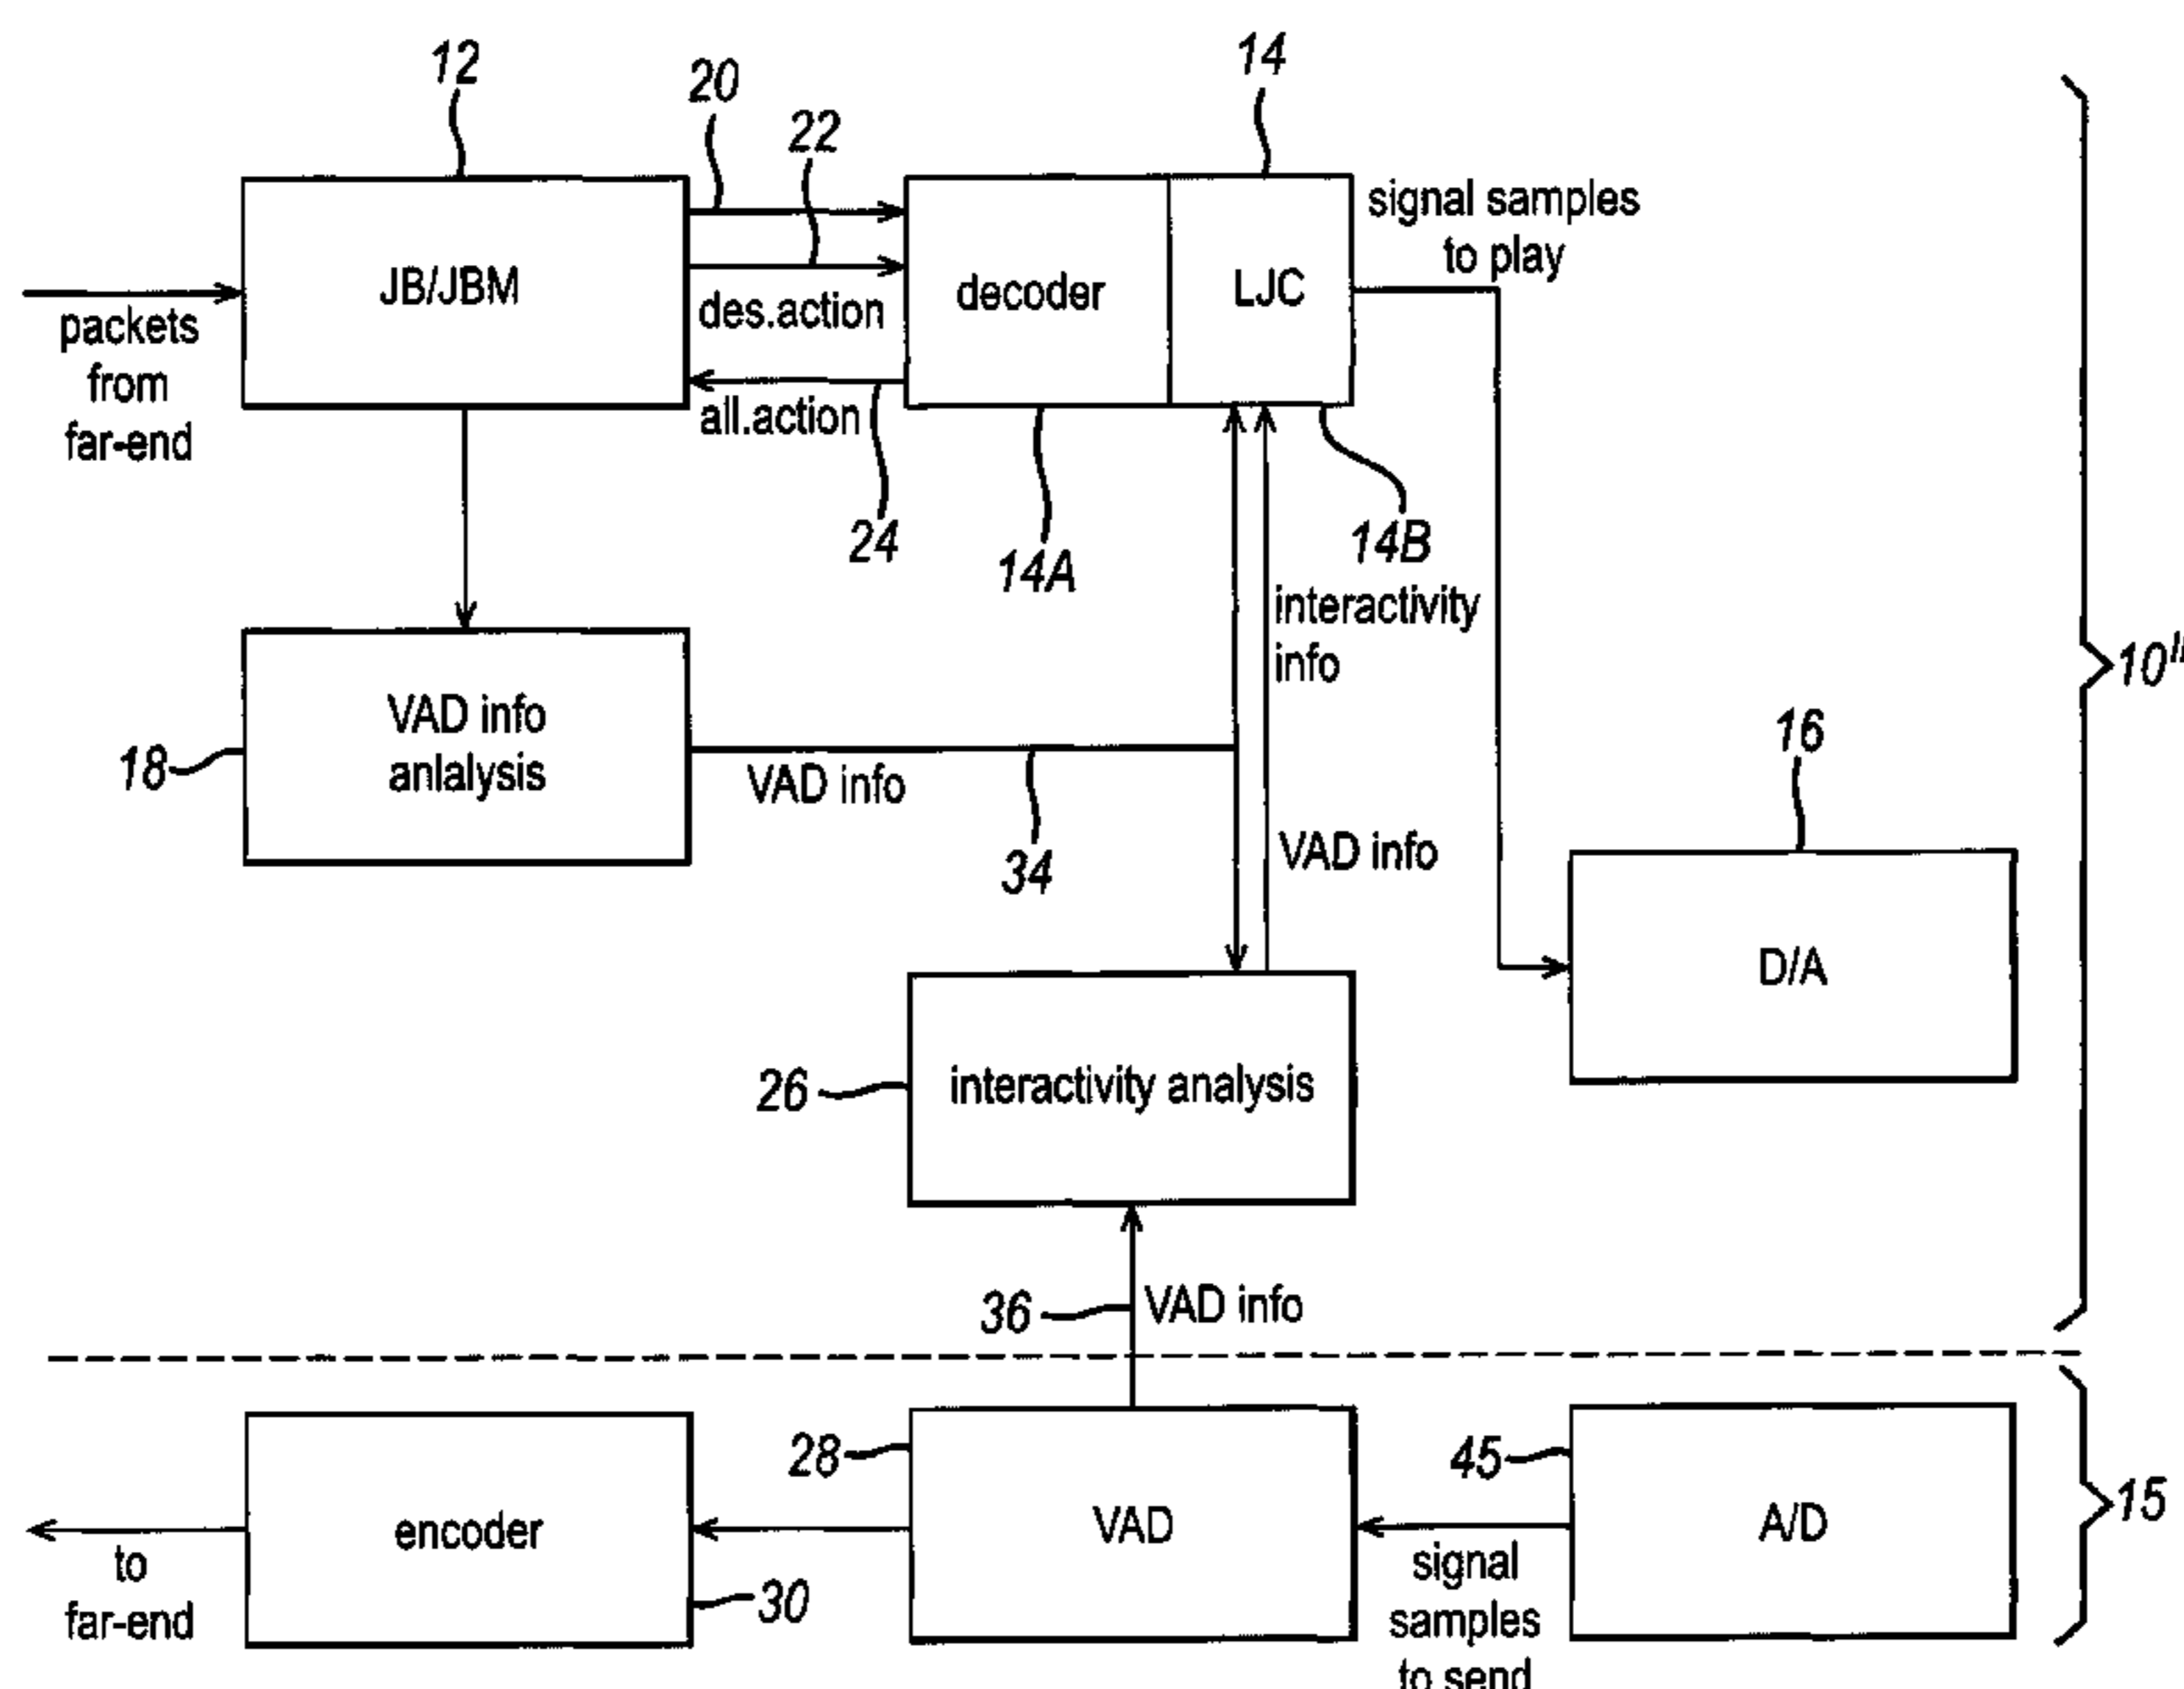 12
20
14
22
signal samples
to play
JB/JBM
decoder
LJC
des.action
packets
from
far-end
all.action
24
14A
14B
interactivity
info
10"
VAD info
anlalysis
18
VAD info
34
VAD info
16
D/A
26
interactivity analysis
36
VAD info
28
45
15
encoder
VAD
A/D
to
far-end
30
signal
samples
to send